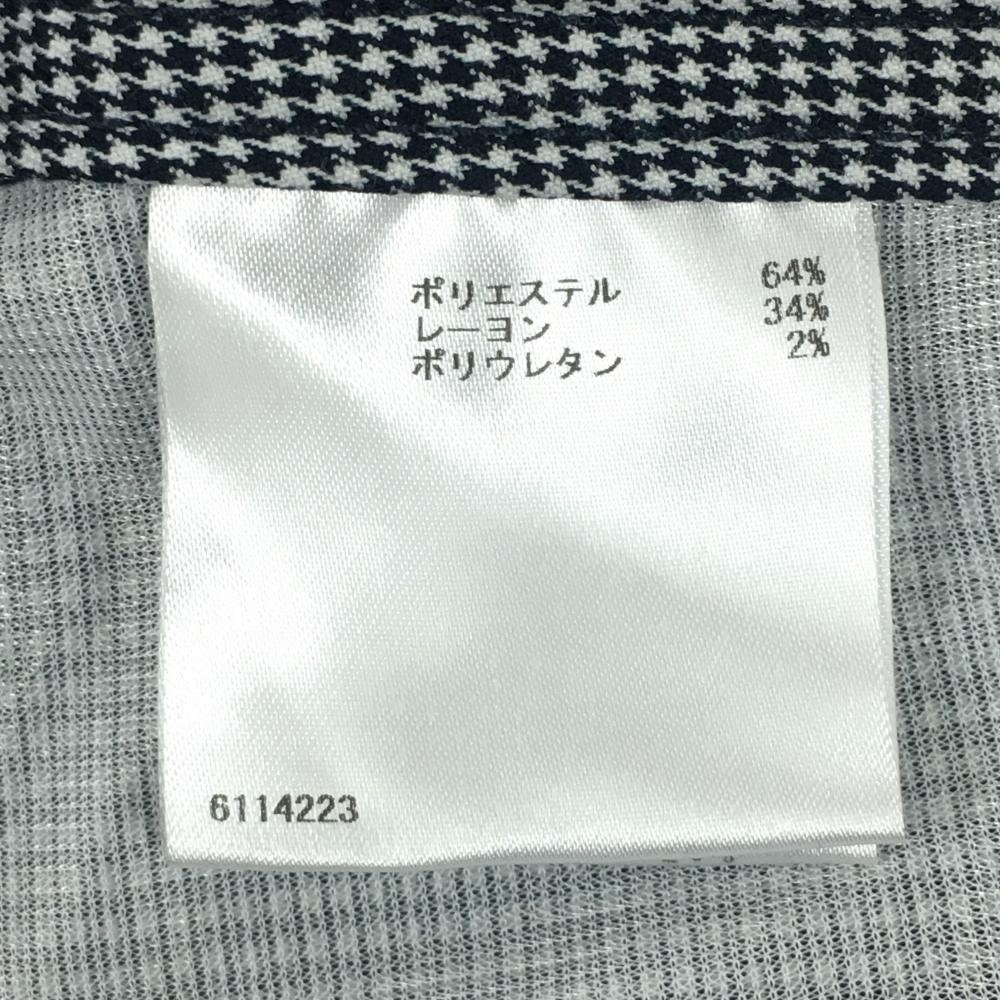 ポリエステル 64%
レーヨン 34%
ポリウレタン 2%
6114223